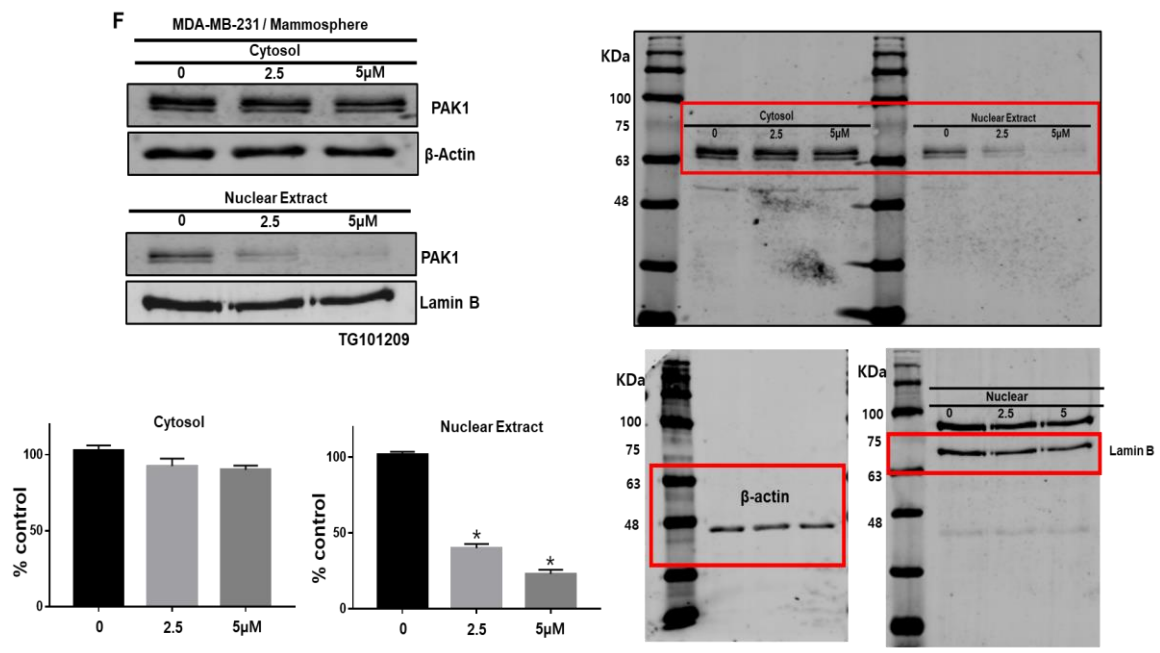 F
MDA-MB-231 / Mammosphere
Cytosol
0 2.5 5µM
PAK1
β-Actin
Nuclear Extract
0 2.5 5µM
PAK1
Lamin B
TG101209
KDa
100
75
63
48
Cytosol Nuclear Extract
0 2.5 5µM 0 2.5 5µM
Cytosol
% control
100
50
0
0 2.5 5µM
Nuclear Extract
% control
100
50
0
* *
0 2.5 5µM
KDa
100
75
63
48
β-actin
KDa
100
75
63
48
Nuclear
0 2.5 5
Lamin B